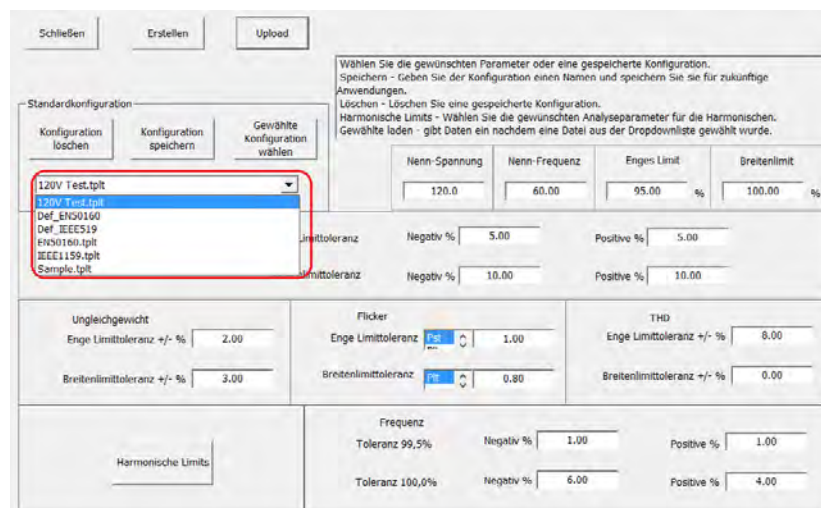 Schließen
Erstellen
Upload
Wählen Sie die gewünschten Parameter oder eine gespeicherte Konfiguration.
Speichern - Geben Sie der Konfiguration einen Namen und speichern Sie sie für zukünftige
Anwendungen.
Löschen - Löschen Sie eine gespeicherte Konfiguration.
Harmonische Limits - Wählen Sie die gewünschten Analyseparameter für die Harmonischen.
Gewählte laden - gibt Daten ein nachdem eine Datei aus der Dropdownliste gewählt wurde.
Standardkonfiguration
Konfiguration
löschen
Konfiguration
speichern
Gewählte
Konfiguration
wählen
Nenn-Spannung
Nenn-Frequenz
Enges Limit
Breitenlimit
120.0
60.00
95.00 %
100.00 %
120V Test.tplt
120V Test.tplt
Def_EN50160
Def_IEEE519
EN50160.tplt
IEEE1159.tplt
Sample.tplt
Limittoleranz Negativ % 5.00 Positive % 5.00
limittoleranz Negativ % 10.00 Positive % 10.00
Ungleichgewicht
Enge Limittoleranz +/- % 2.00
Breitenlimittoleranz +/- % 3.00
Flicker
Enge Limittoleranz Pst 1.00
Breitenlimittoleranz Plt 0.80
THD
Enge Limittoleranz +/- % 8.00
Breitenlimittoleranz +/- % 0.00
Harmonische Limits
Frequenz
Toleranz 99,5% Negativ % 1.00 Positive % 1.00
Toleranz 100,0% Negativ % 6.00 Positive % 4.00